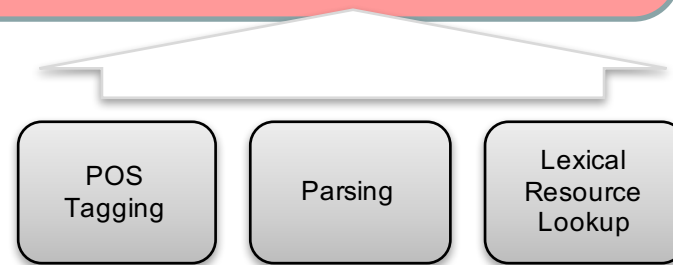 POS
Tagging
Parsing
Lexical
Resource
Lookup